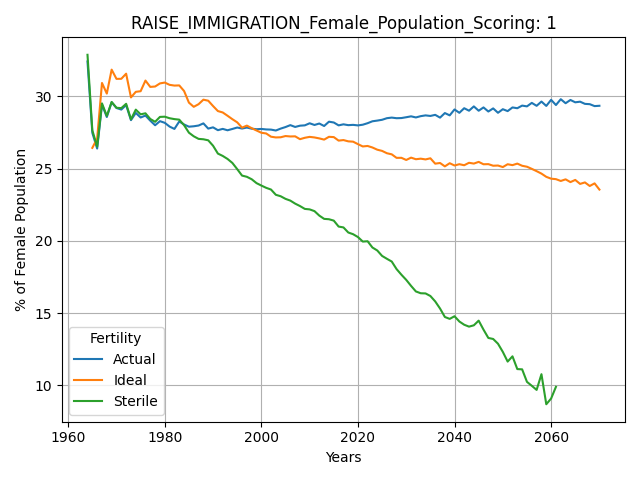 RAISE_IMMIGRATION_Female_Population_Scoring: 1
% of Female Population
30
25
20
15
10
Fertility
Actual
Ideal
Sterile
1960 1980 2000 2020 2040 2060
Years